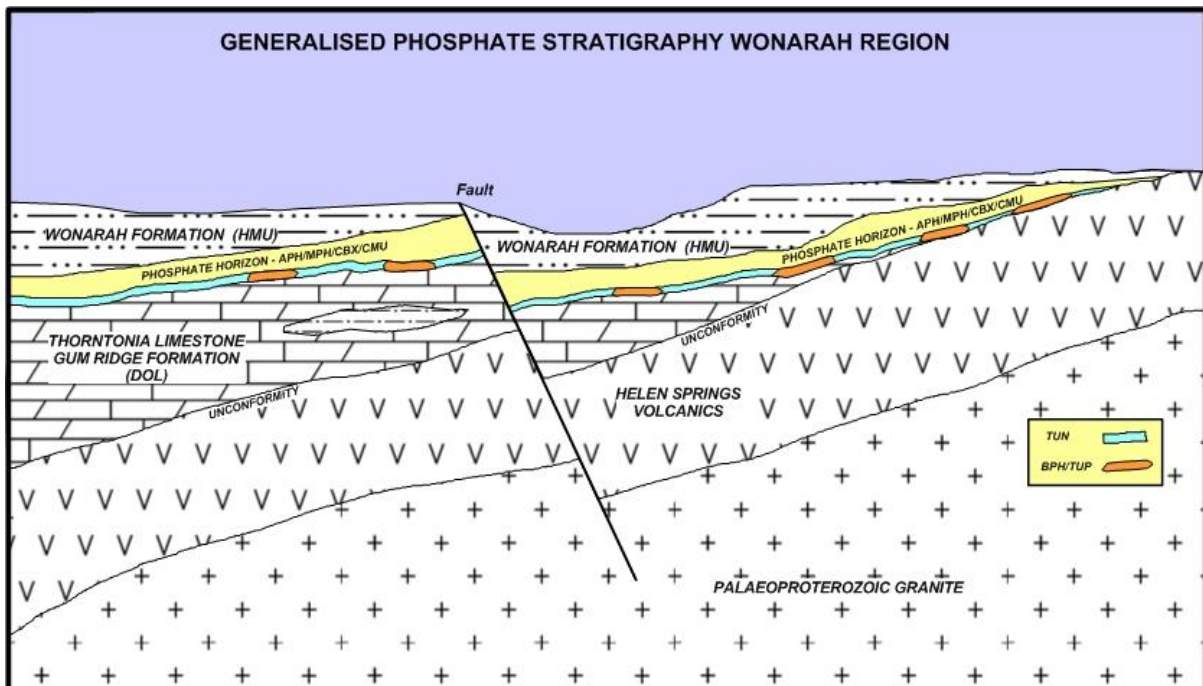 GENERALISED PHOSPHATE STRATIGRAPHY WONARAH REGION
Fault
WONARAH FORMATION (HMU)
WONARAH FORMATION (HMU)
PHOSPHATE HORIZON - APH/MPH/CBX/CMU
PHOSPHATE HORIZON - APH/MPH/CBX/CMU
THORNTONIA LIMESTONE
GUM RIDGE FORMATION
(DOL)
UNCONFORMITY
UNCONFORMITY
HELEN SPRINGS
VOLCANICS
TUN
BPH/TUP
PALAEOPROTEROZOIC GRANITE